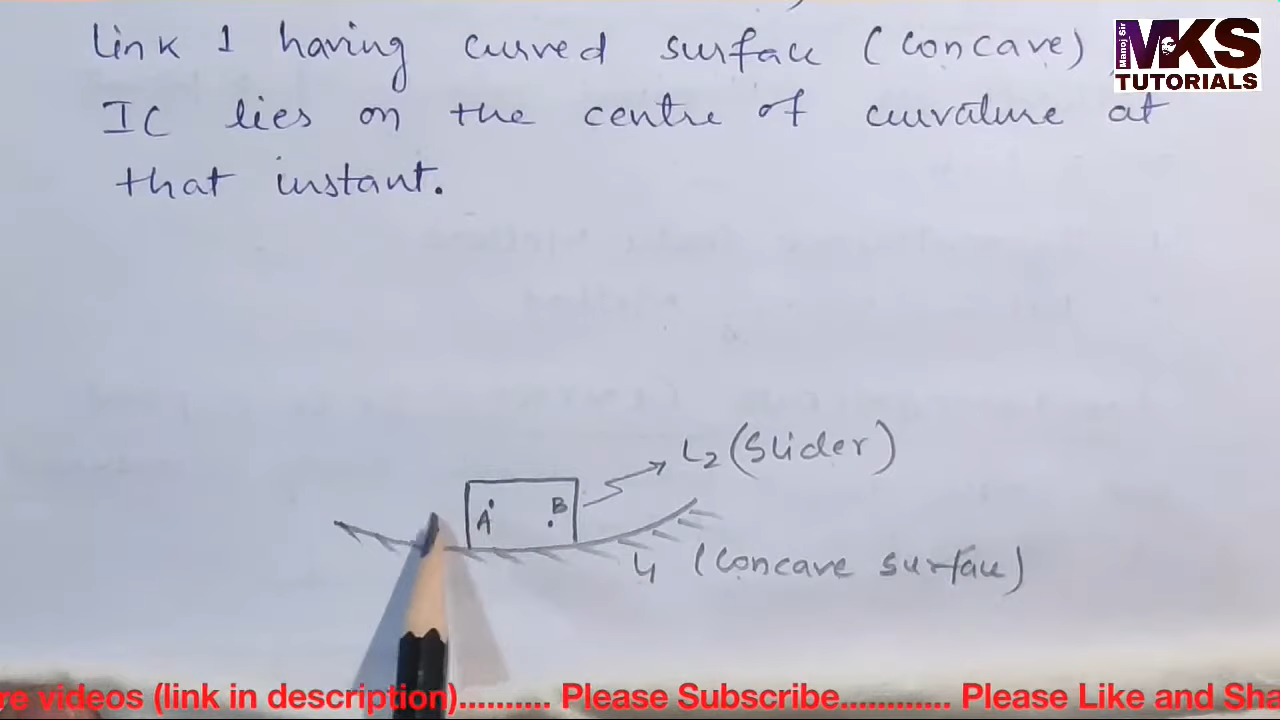 Link 1 having curved surface (concave),
IC lies on the centre of curvature at
that instant.
Manoj Sir
MKS
TUTORIALS
L2 (Slider)
A
B
L1 (concave surface)
re videos (link in description).......... Please Subscribe............ Please Like and Sha